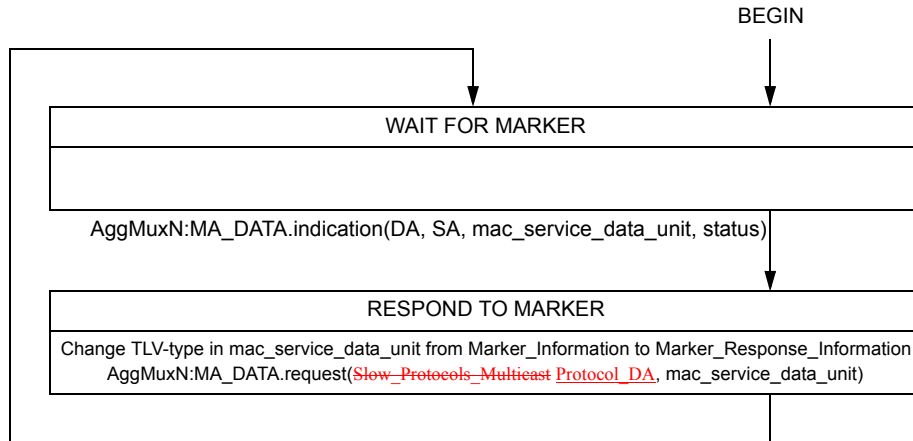 BEGIN
WAIT FOR MARKER
AggMuxN:MA_DATA.indication(DA, SA, mac_service_data_unit, status)
RESPOND TO MARKER
Change TLV-type in mac_service_data_unit from Marker_Information to Marker_Response_Information
AggMuxN:MA_DATA.request(Slow_Protocols_Multicast Protocol_DA, mac_service_data_unit)